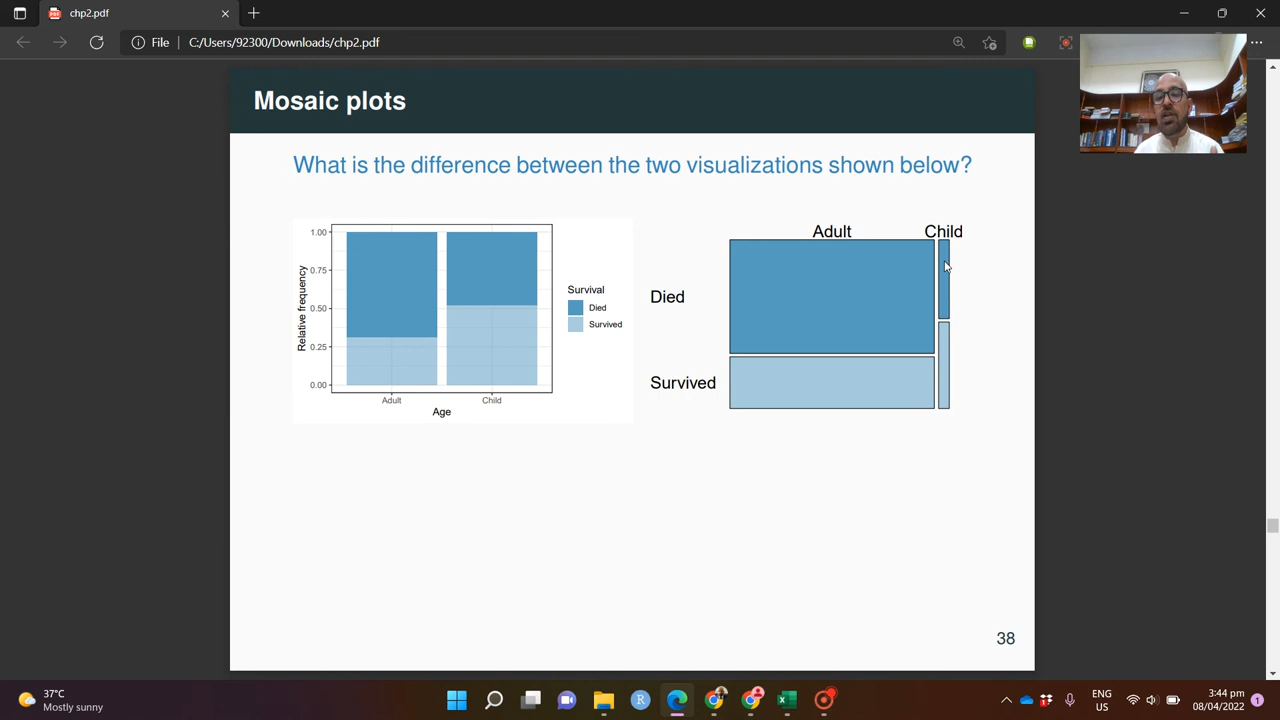 chp2.pdf
File C:/Users/92300/Downloads/chp2.pdf
Mosaic plots
What is the difference between the two visualizations shown below?
1.00
0.75
0.50
0.25
0.00
Relative frequency
Adult Child
Age
Survival
Died
Survived
Adult Child
Died
Survived
38
37°C
Mostly sunny
ENG
US
3:44 pm
08/04/2022
1